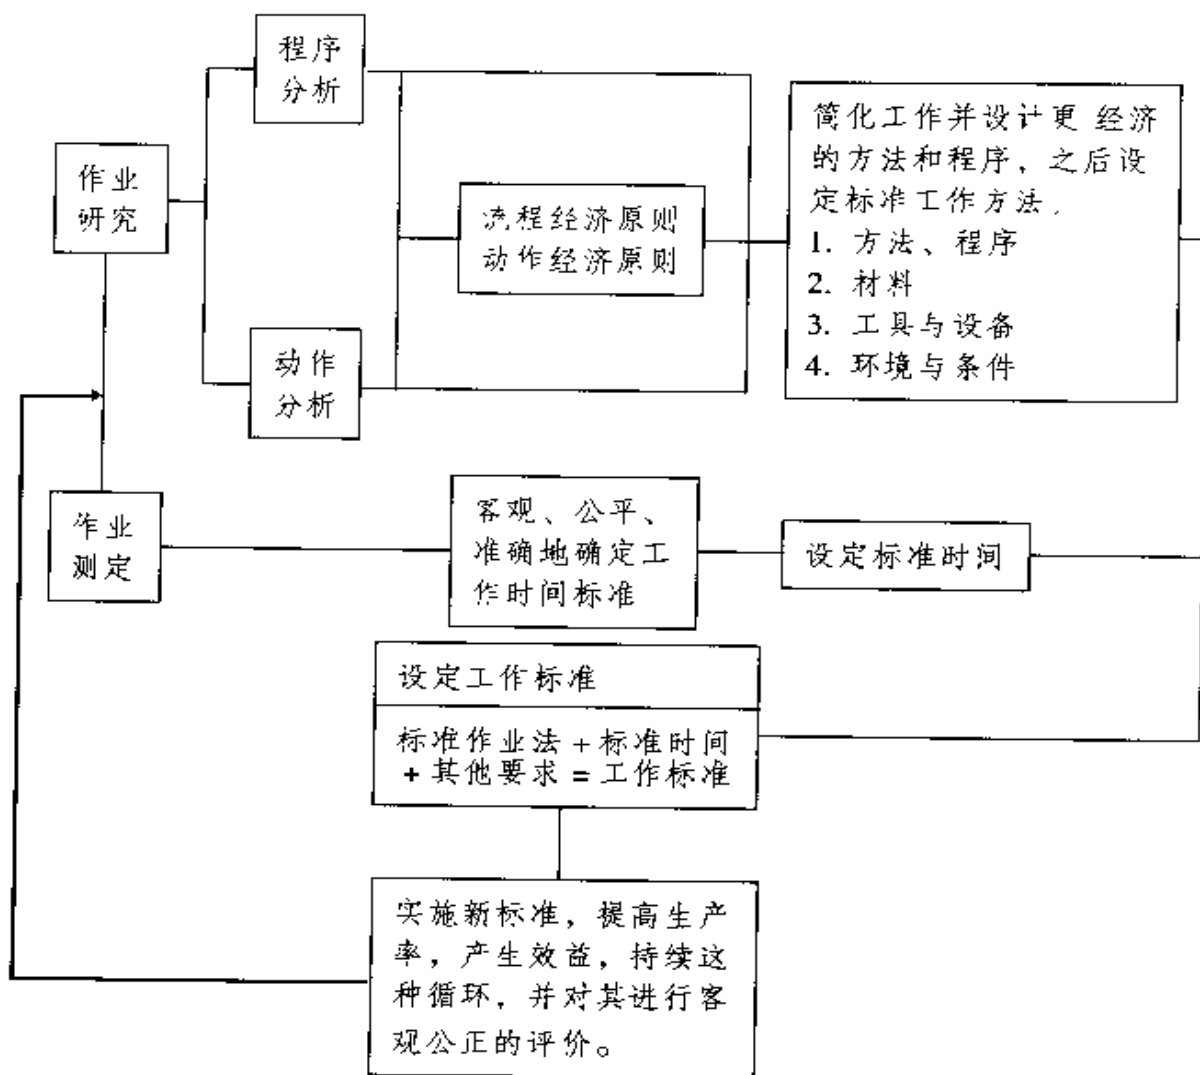 程序
分析
作业
研究
流程经济原则
动作经济原则
简化工作并设计更 经济
的方法和程序，之后设
定标准工作方法。
1. 方法、程序
2. 材料
3. 工具与设备
4. 环境与条件
动作
分析
作业
测定
客观、公平、
准确地确定工
作时间标准
设定标准时间
设定工作标准
标准作业法 + 标准时间
+ 其他要求 = 工作标准
实施新标准，提高生产
率，产生效益，持续这
种循环，并对其进行客
观公正的评价。